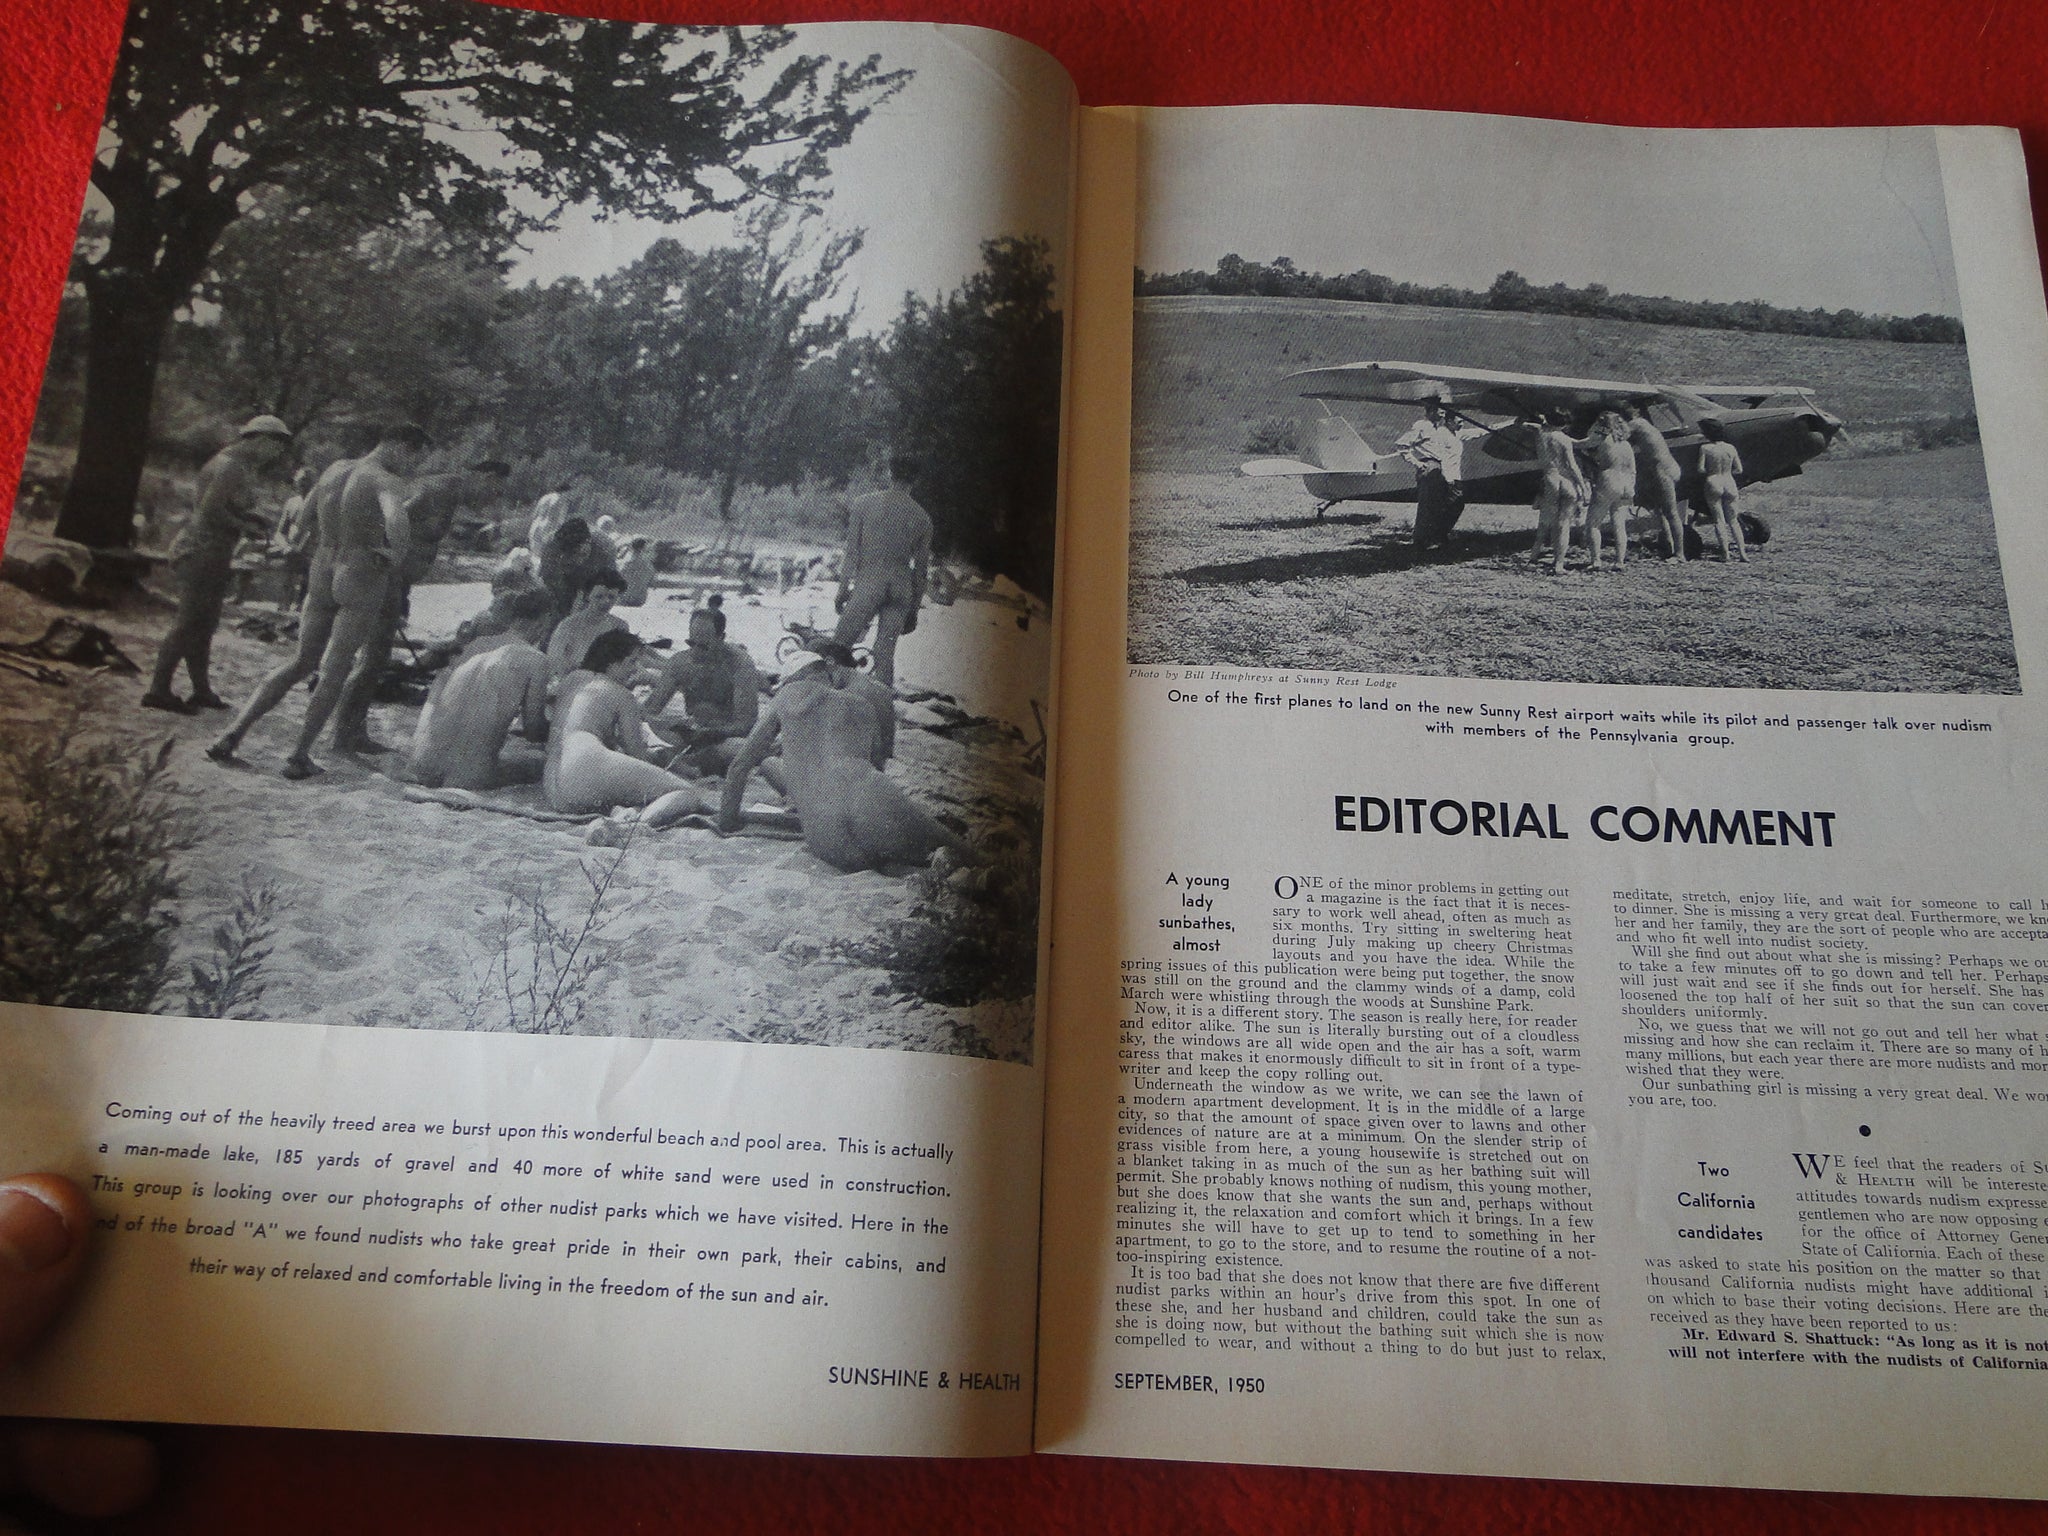 Coming out of the heavily treed area we burst upon this wonderful beach and pool area. This is actually
a man-made lake, 185 yards of gravel and 40 more of white sand were used in construction.
This group is looking over our photographs of other nudist parks which we have visited. Here in the
of the broad "A" we found nudists who take great pride in their own park, their cabins, and
their way of relaxed and comfortable living in the freedom of the sun and air.
SUNSHINE & HEALTH
Photo by Bill Humphreys at Sunny Rest Lodge
One of the first planes to land on the new Sunny Rest airport waits while its pilot and passenger talk over nudism
with members of the Pennsylvania group.
EDITORIAL COMMENT
A young
lady
sunbathes,
almost
ONE of the minor problems in getting out
a magazine is the fact that it is neces-
sary to work well ahead, often as much as
six months. Try sitting in sweltering heat
during July making up cheery Christmas
layouts and you have the idea. While the
spring issues of this publication were being put together, the snow
was still on the ground and the clammy winds of a damp, cold
March were whistling through the woods at Sunshine Park.
Now, it is a different story. The season is really here, for reader
and editor alike. The sun is literally bursting out of a cloudless
sky, the windows are all wide open and the air has a soft, warm
caress that makes it enormously difficult to sit in front of a type-
writer and keep the copy rolling out.
Underneath the window as we write, we can see the lawn of
a modern apartment development. It is in the middle of a large
city, so that the amount of space given over to lawns and other
evidences of nature are at a minimum. On the slender strip of
grass visible from here, a young housewife is stretched out on
a blanket taking in as much of the sun as her bathing suit will
permit. She probably knows nothing of nudism, this young mother,
but she does know that she wants the sun and, perhaps without
realizing it, the relaxation and comfort which it brings. In a few
minutes she will have to get up to tend to something in her
apartment, to go to the store, and to resume the routine of a not-
too-inspiring existence.
It is too bad that she does not know that there are five different
nudist parks within an hour's drive from this spot. In one of
these she, and her husband and children, could take the sun as
she is doing now, but without the bathing suit which she is now
compelled to wear, and without a thing to do but just to relax,
meditate, stretch, enjoy life, and wait for someone to call
to dinner. She is missing a very great deal. Furthermore, we
her and her family, they are the sort of people who are
and who fit well into nudist society.
Will she find out about what she is missing? Perhaps we
to take a few minutes off to go down and tell her. Perhaps
will just wait and see if she finds out for herself. She has
loosened the top half of her suit so that the sun can cover
shoulders uniformly.
No, we guess that we will not go out and tell her what
missing and how she can reclaim it. There are so many of
many millions, but each year there are more nudists and
wished that they were.
Our sunbathing girl is missing a very great deal. We
you are, too.
Two
California
candidates
WE feel that the readers of
& HEALTH will be
attitudes towards nudism
gentlemen who are now opposing
for the office of Attorney
State of California. Each of these
was asked to state his position on the matter so that
thousand California nudists might have additional
on which to base their voting decisions. Here are
received as they have been reported to us:
Mr. Edward S. Shattuck: "As long as it is not
will not interfere with the nudists of California
SEPTEMBER, 1950